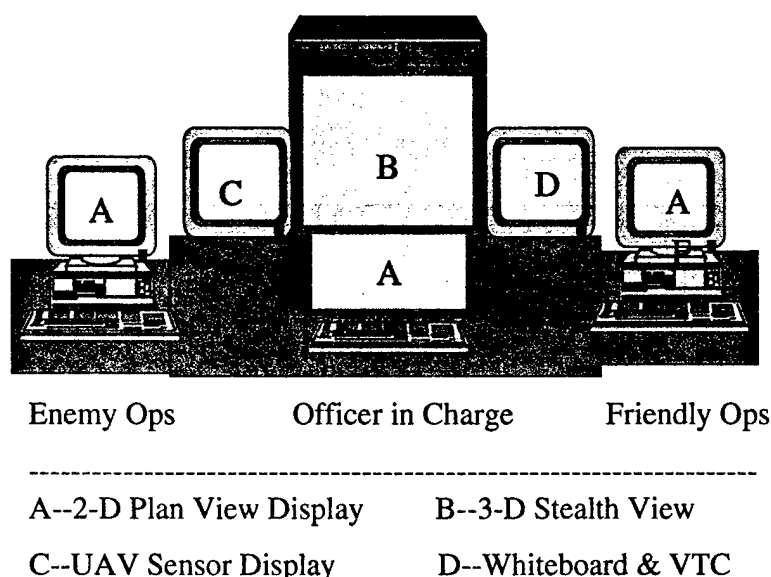 B
C
D
A
A
A
Enemy Ops Officer in Charge Friendly Ops
A--2-D Plan View Display B--3-D Stealth View
C--UAV Sensor Display D--Whiteboard & VTC